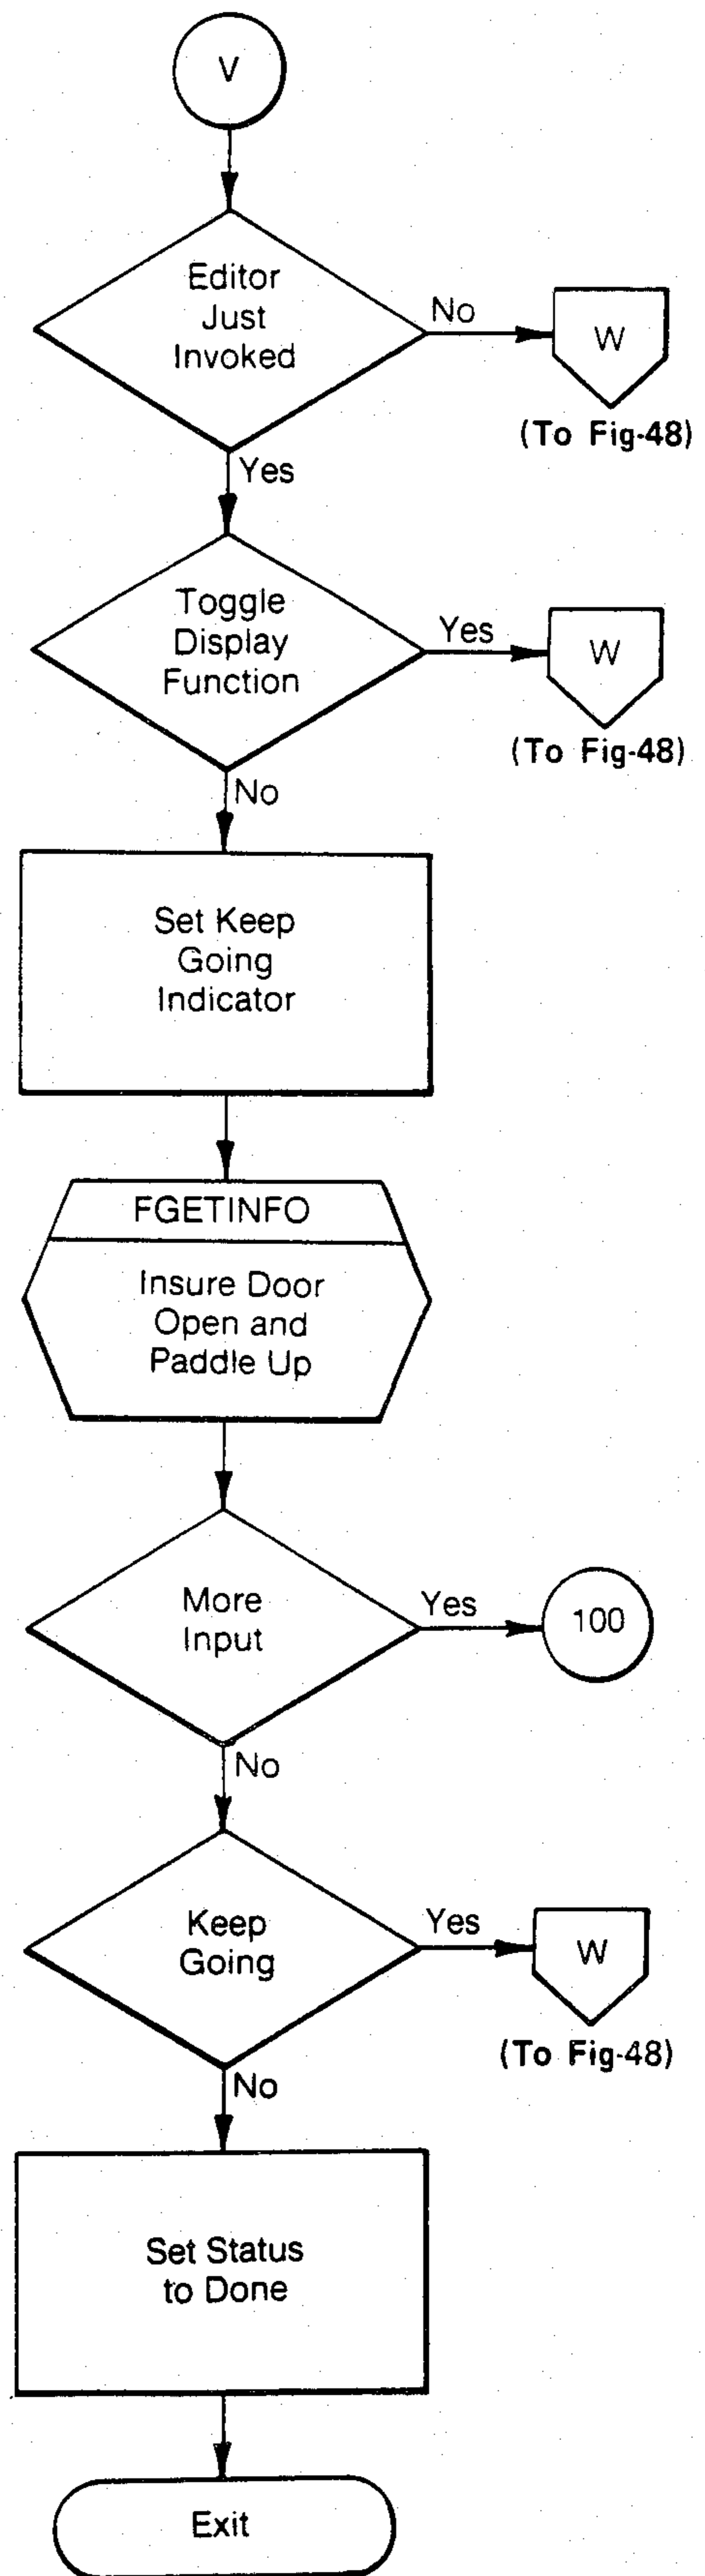 V
Editor
Just
Invoked
No
W
(To Fig-48)
Yes
Toggle
Display
Function
Yes
W
(To Fig-48)
No
Set Keep
Going
Indicator
FGETINFO
Insure Door
Open and
Paddle Up
More
Input
Yes
100
No
Keep
Going
Yes
W
(To Fig-48)
No
Set Status
to Done
Exit